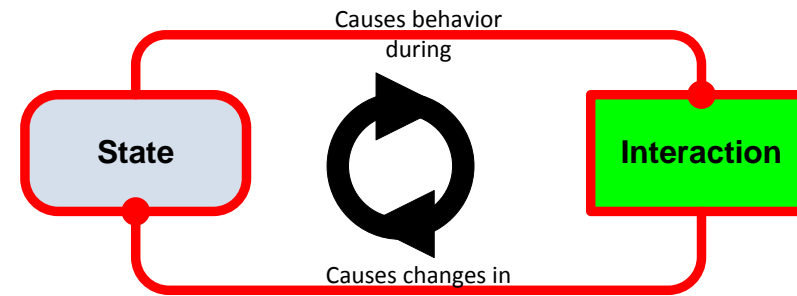 Causes behavior
during
State
Interaction
Causes changes in